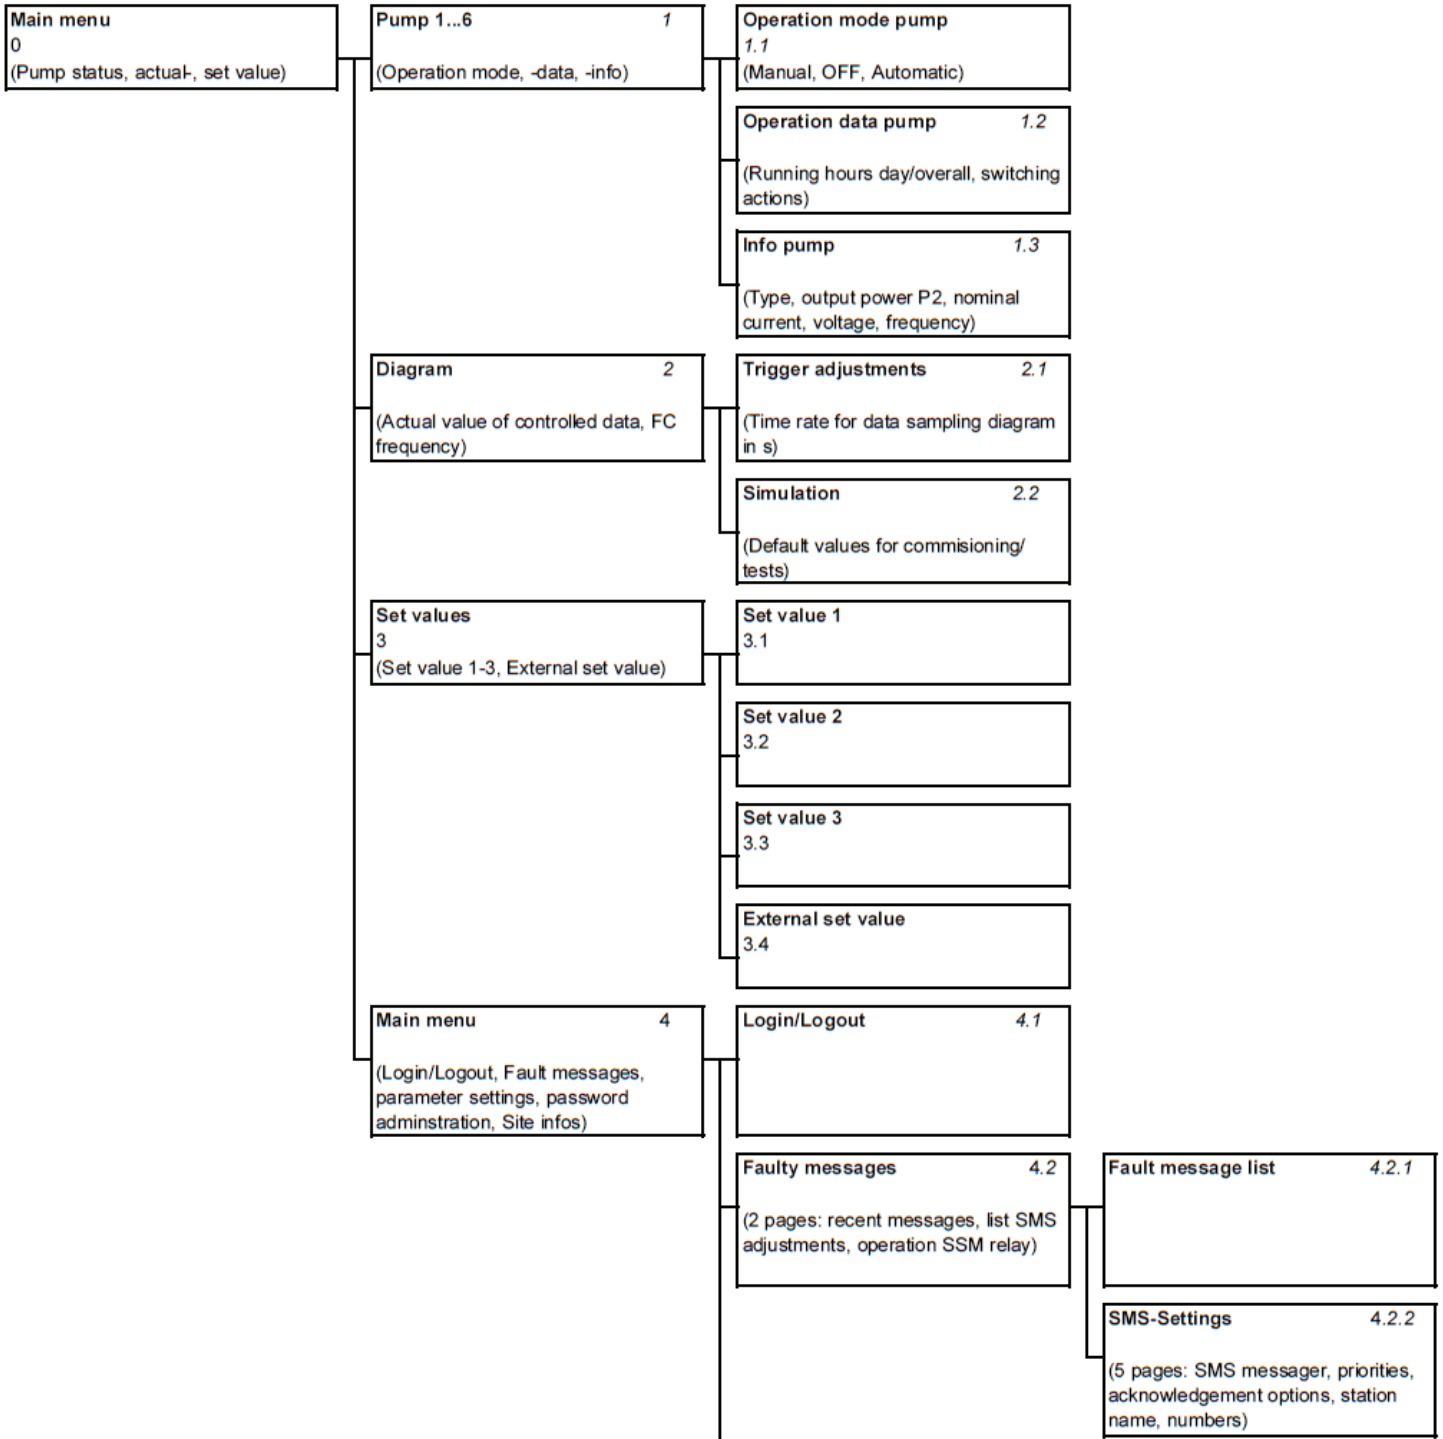 Main menu
0
(Pump status, actual-, set value)
Pump 1...6 1
(Operation mode, -data, -info)
Operation mode pump
1.1
(Manual, OFF, Automatic)
Operation data pump 1.2
(Running hours day/overall, switching
actions)
Info pump 1.3
(Type, output power P2, nominal
current, voltage, frequency)
Diagram 2
(Actual value of controlled data, FC
frequency)
Trigger adjustments 2.1
(Time rate for data sampling diagram
in s)
Simulation 2.2
(Default values for commisioning/
tests)
Set values
3
(Set value 1-3, External set value)
Set value 1
3.1
Set value 2
3.2
Set value 3
3.3
External set value
3.4
Main menu 4
(Login/Logout, Fault messages,
parameter settings, password
adminstration, Site infos)
Login/Logout 4.1
Faulty messages 4.2
(2 pages: recent messages, list SMS
adjustments, operation SSM relay)
Fault message list 4.2.1
SMS-Settings 4.2.2
(5 pages: SMS messager, priorities,
acknowledgement options, station
name, numbers)